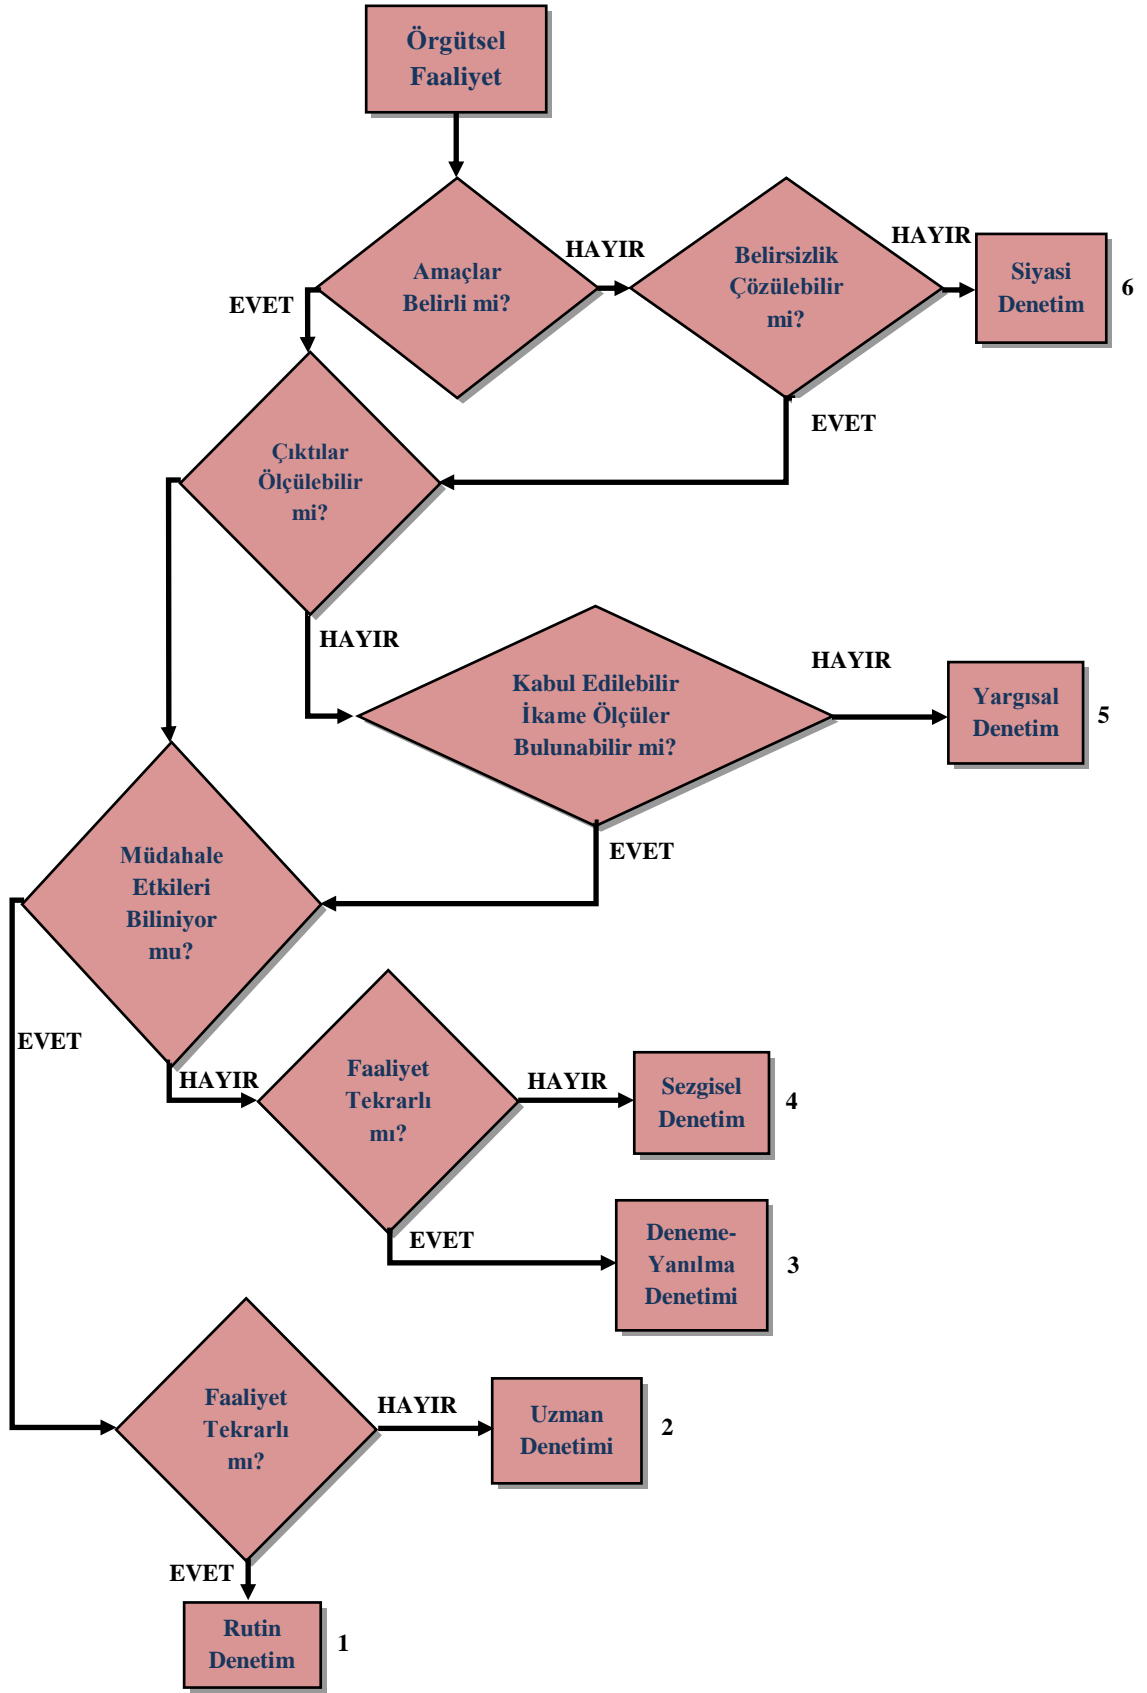 Örgütsel
Faaliyet
Amaçlar
Belirli mi?
HAYIR
Belirsizlik
Çözülebilir
mi?
HAYIR
Siyasi
Denetim
6
EVET
EVET
Çıktılar
Ölçülebilir
mi?
HAYIR
Kabul Edilebilir
İkame Ölçüler
Bulunabilir mi?
HAYIR
Yargısal
Denetim
5
EVET
Müdahale
Etkileri
Biliniyor
mu?
EVET
HAYIR
Faaliyet
Tekrarlı
mı?
HAYIR
Sezgisel
Denetim
4
EVET
Deneme-
Yanılma
Denetimi
3
Faaliyet
Tekrarlı
mı?
HAYIR
Uzman
Denetimi
2
EVET
Rutin
Denetim
1